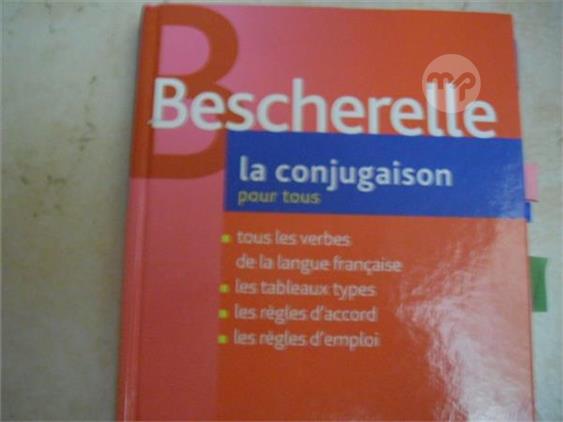 B
Bescherelle
la conjugaison
pour tous
tous les verbes
de la langue française
les tableaux types
les règles d'accord
les règles d'emploi
mp